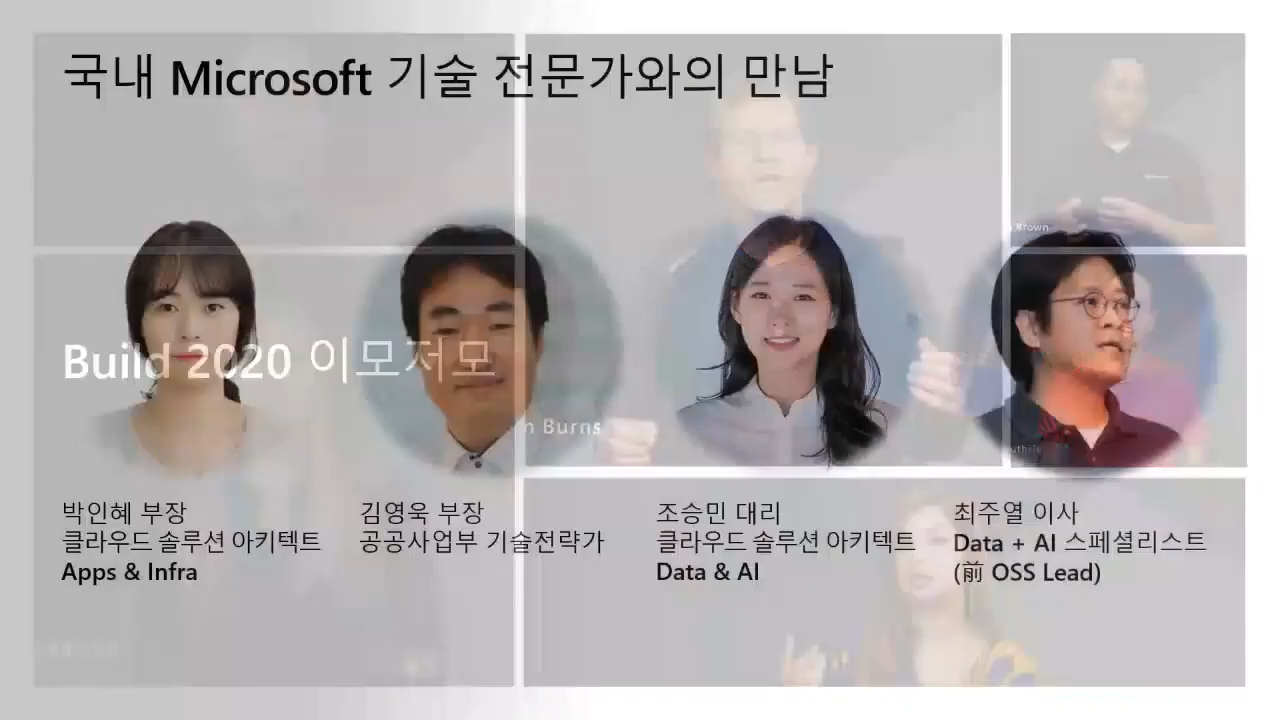 국내 Microsoft 기술 전문가와의 만남
Brown
Build 2020 이모저모
n Burns
uthrie
박인혜 부장
클라우드 솔루션 아키텍트
Apps & Infra
김영욱 부장
공공사업부 기술전략가
조승민 대리
클라우드 솔루션 아키텍트
Data & AI
최주열 이사
Data + AI 스페셜리스트
(前 OSS Lead)